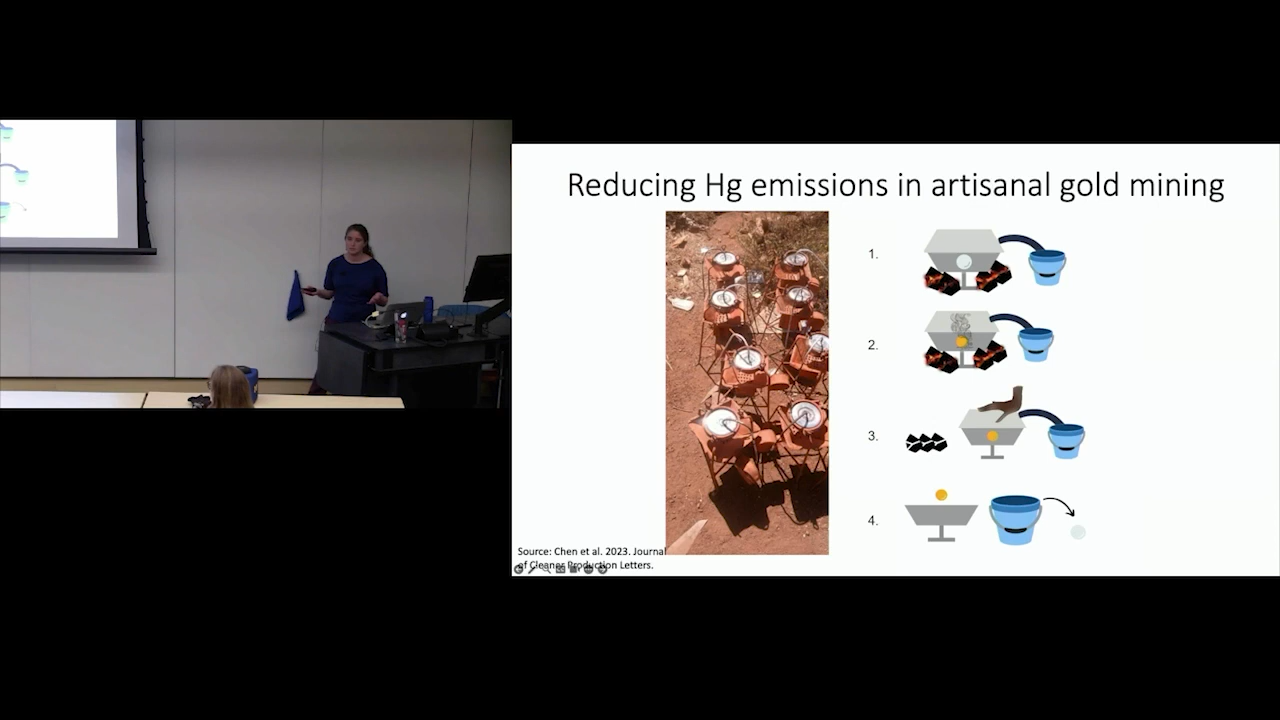 Reducing Hg emissions in artisanal gold mining
1.
2.
3.
4.
Source: Chen et al. 2023. Journal
of Cleaner Production Letters.